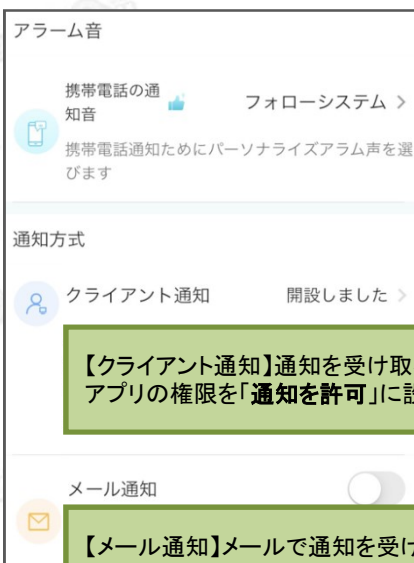 アラーム音
携帯電話の通
知音
フォローシステム >
携帯電話通知ためにパーソナライズアラム声を選
びます
通知方式
クライアント通知 開設しました >
【クライアント通知】通知を受け取
アプリの権限を「通知を許可」に設
メール通知
【メール通知】メールで通知を受け